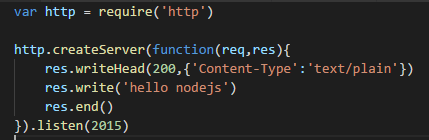 var http = require('http')
http.createServer(function(req,res){
    res.writeHead(200,{'Content-Type':'text/plain'})
    res.write('hello nodejs')
    res.end()
}).listen(2015)